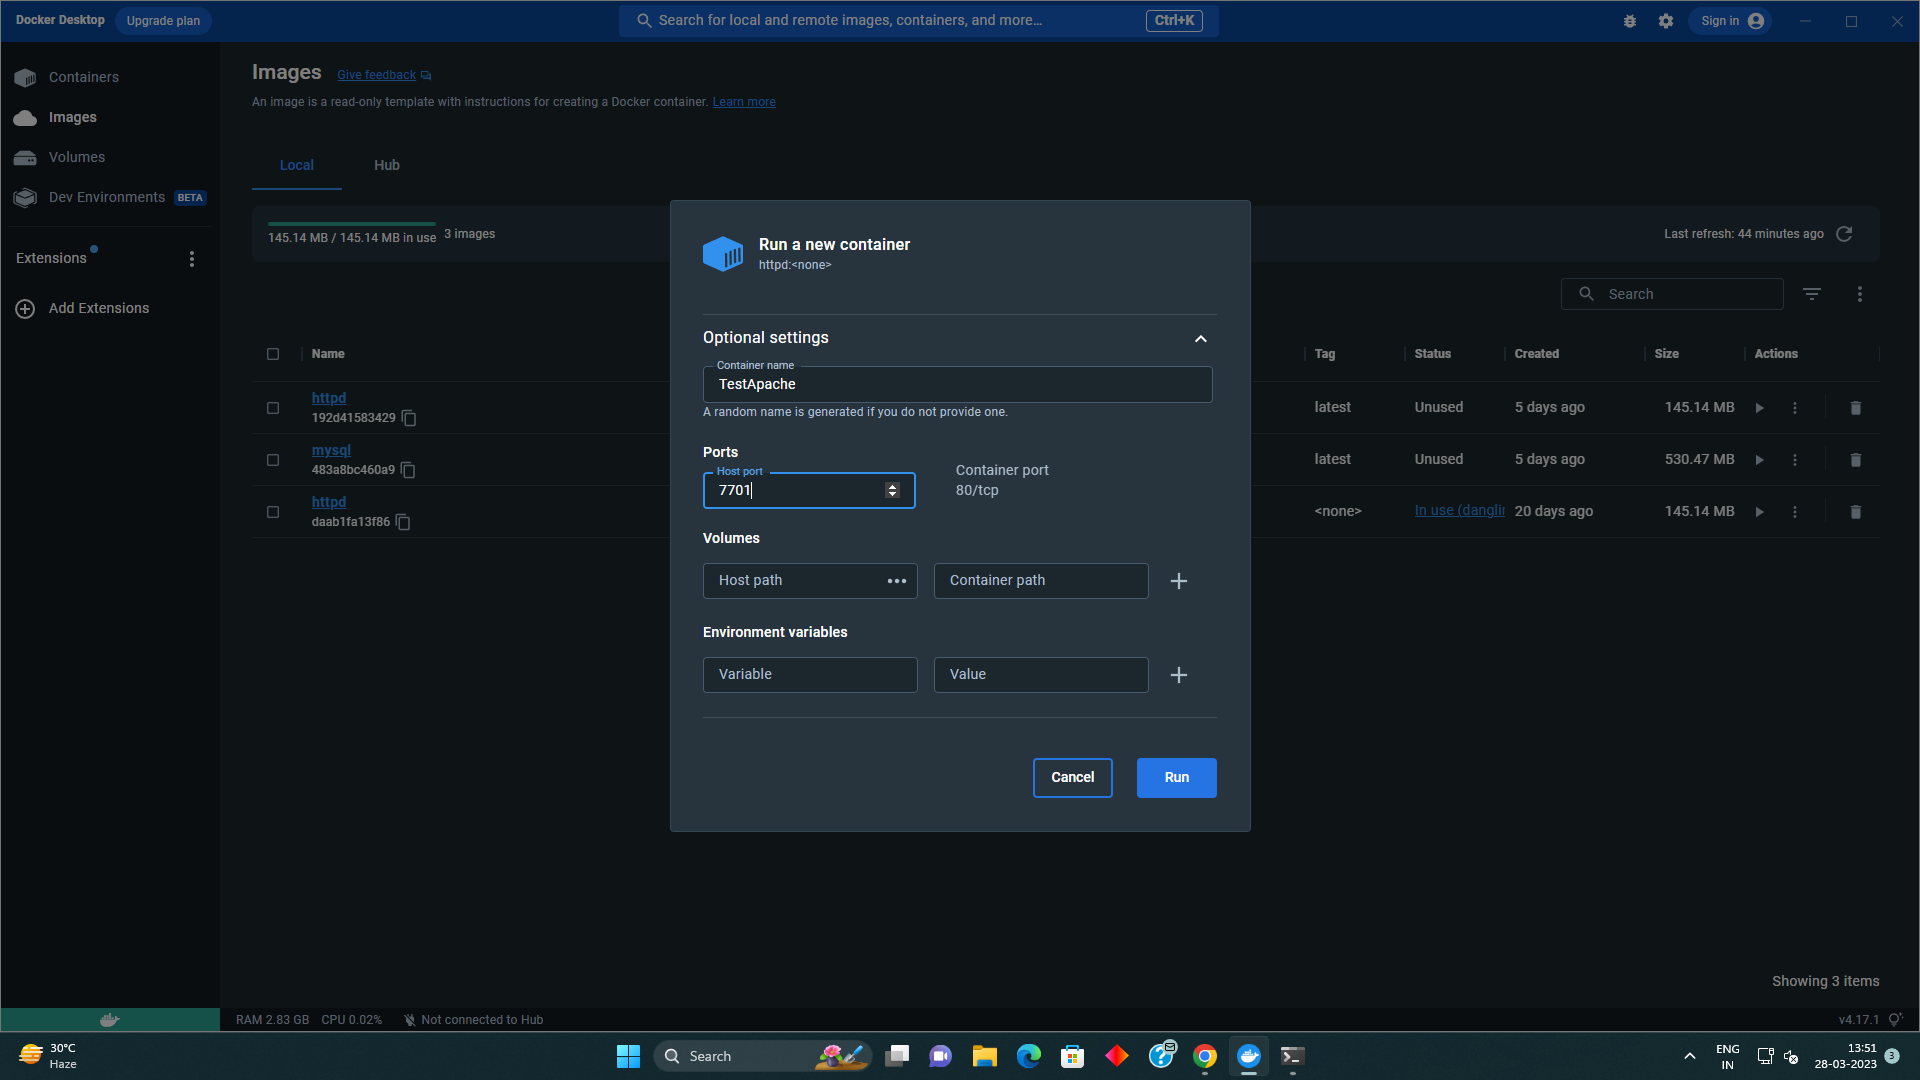 Docker Desktop
Upgrade plan
Search for local and remote images, containers, and more...
Ctrl+K
Sign in
Containers
Images
Volumes
Dev Environments BETA
Extensions
Add Extensions
Images
Give feedback
An image is a read-only template with instructions for creating a Docker container. Learn more
Local
Hub
145.14 MB / 145.14 MB in use
3 images
Last refresh: 44 minutes ago
Search
Name
Tag
Status
Created
Size
Actions
httpd
192d41583429
latest
Unused
5 days ago
145.14 MB
mysql
483a8bc460a9
latest
Unused
5 days ago
530.47 MB
httpd
daab1fa13f86
<none>
In use (danglin
20 days ago
145.14 MB
Run a new container
httpd:<none>
Optional settings
Container name
TestApache
A random name is generated if you do not provide one.
Ports
Host port
7701
Container port
80/tcp
Volumes
Host path
Container path
Environment variables
Variable
Value
Cancel
Run
Showing 3 items
RAM 2.83 GB
CPU 0.02%
Not connected to Hub
v4.17.1
30°C
Haze
Search
ENG
IN
13:51
28-03-2023
3